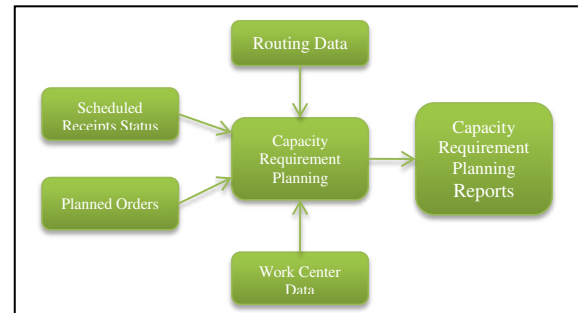 Routing Data
Scheduled
Receipts Status
Capacity
Requirement
Planning
Capacity
Requirement
Planning
Reports
Planned Orders
Work Center
Data